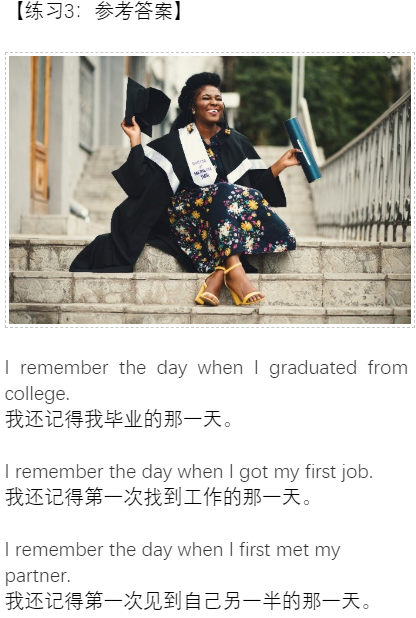 【练习3：参考答案】
I remember the day when I graduated from
college.
我还记得我毕业的那一天。
I remember the day when I got my first job.
我还记得第一次找到工作的那一天。
I remember the day when I first met my
partner.
我还记得第一次见到自己另一半的那一天。